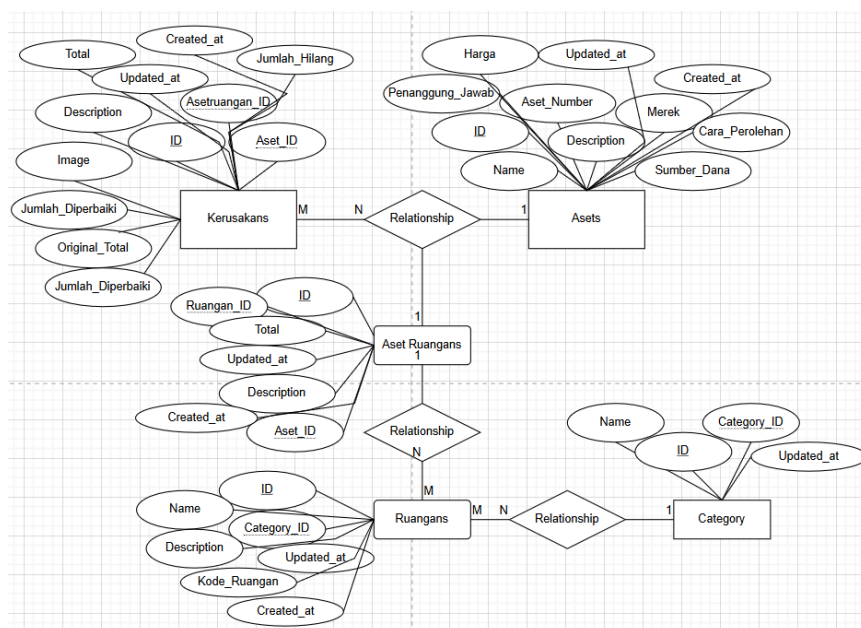 Total
Created_at
Jumlah_Hilang
Updated_at
Asetruangan_ID
Description
ID
Aset_ID
Image
Jumlah_Diperbaiki
Original_Total
Jumlah_Diperbaiki
Kerusakans
M
N
Relationship
1
Harga
Updated_at
Created_at
Penanggung_Jawab
Aset_Number
Merek
ID
Description
Cara_Perolehan
Name
Sumber_Dana
Asets
ID
Ruangan_ID
Total
Updated_at
Description
Created_at
Aset_ID
1
Aset Ruangans
1
Relationship
N
M
ID
Name
Category_ID
Description
Updated_at
Kode_Ruangan
Created_at
Ruangans
M
N
Relationship
1
Name
Category_ID
ID
Updated_at
Category